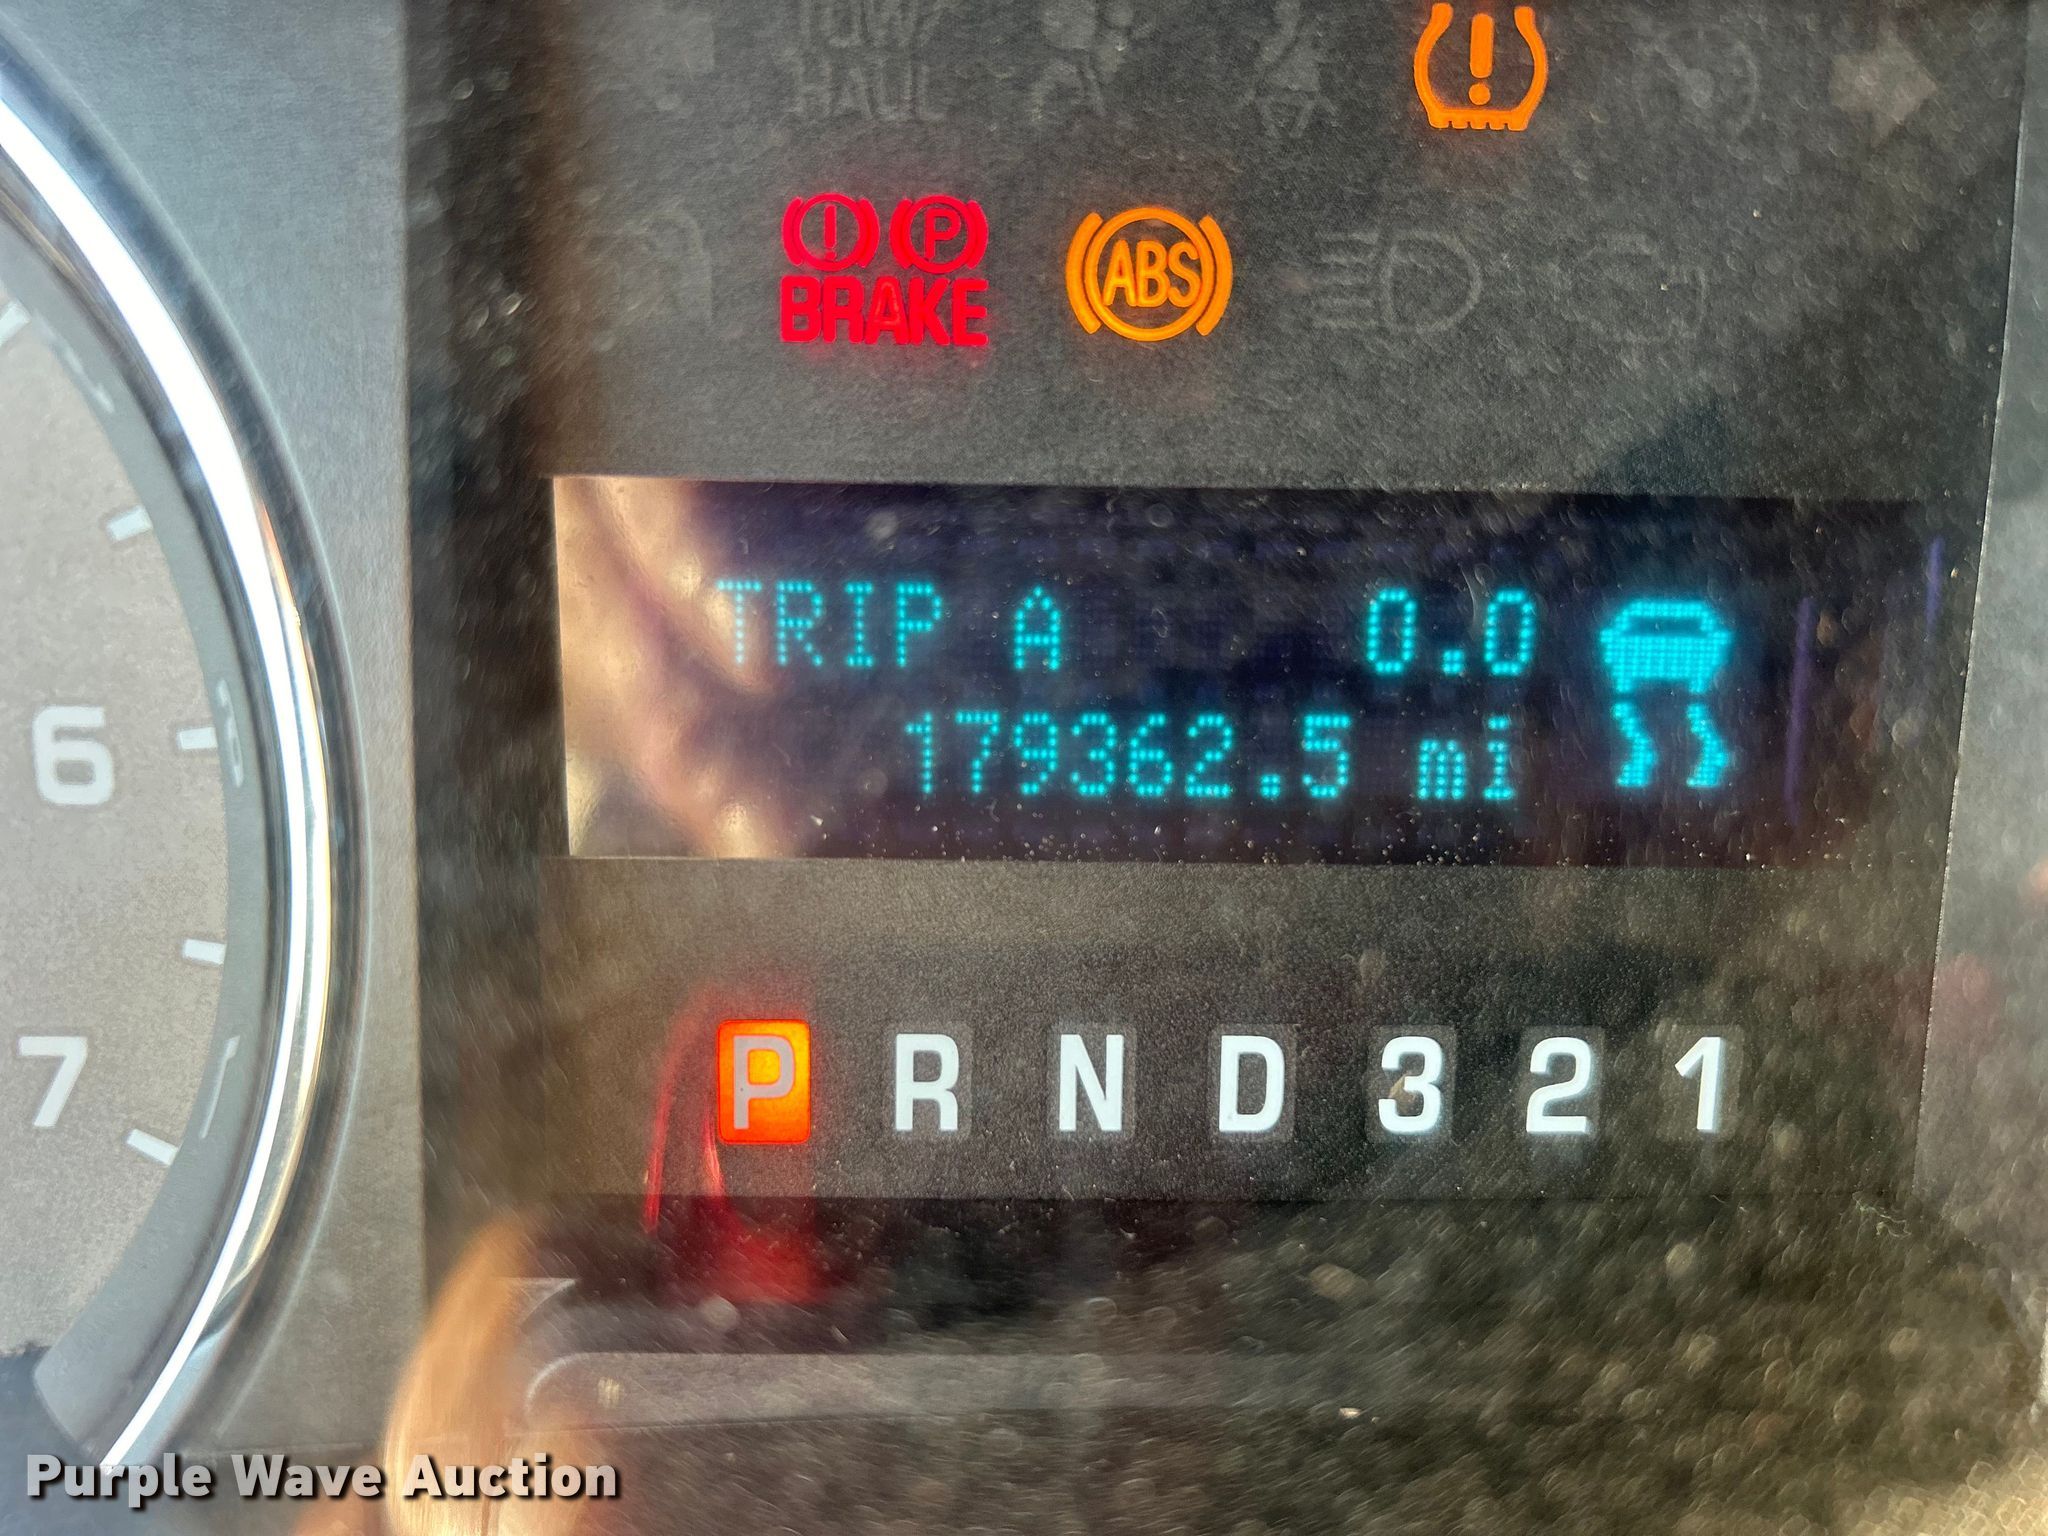 TOW/
HAUL
! P
BRAKE
ABS
!
TRIP A 0.0
179362.5 mi
6
7
P R N D 3 2 1
Purple Wave Auction